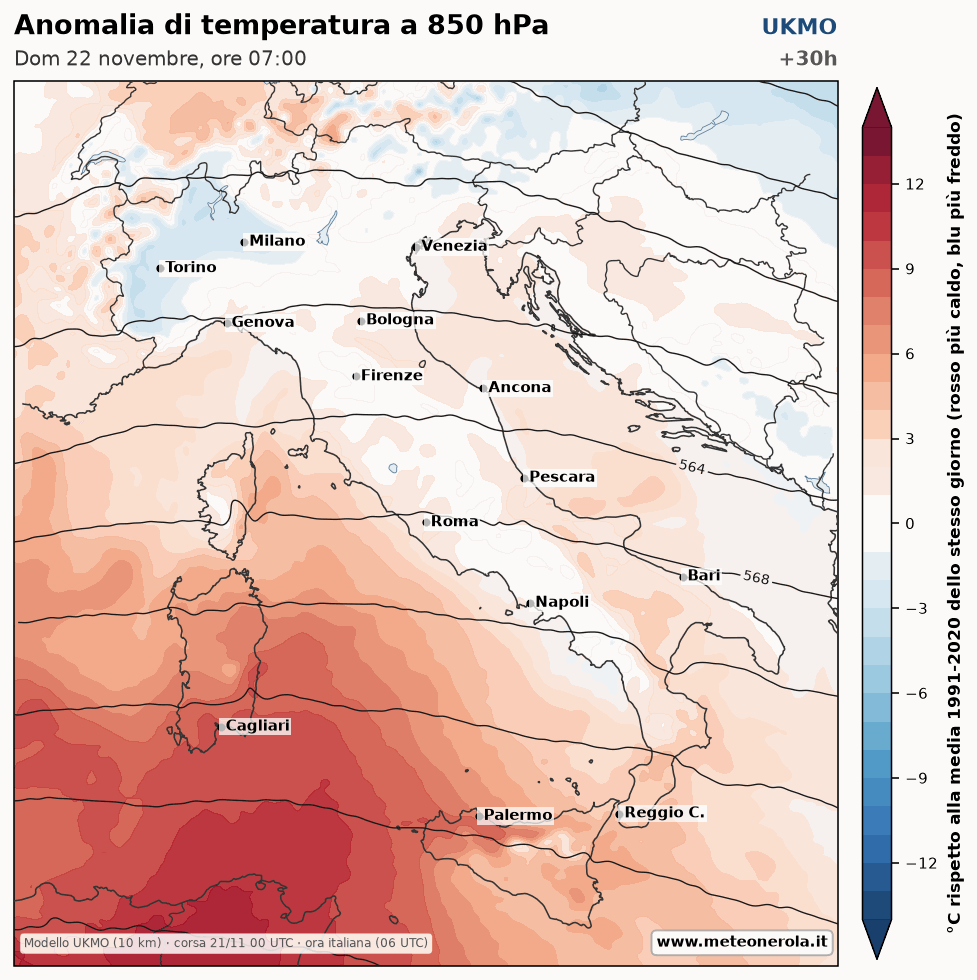 Anomalia di temperatura a 850 hPa
UKMO
Dom 22 novembre, ore 07:00
+30h
Milano
Venezia
Torino
Genova
Bologna
Firenze
Ancona
564
Pescara
Roma
Bari
568
Napoli
Cagliari
Palermo
Reggio C.
Modello UKMO (10 km) · corsa 21/11 00 UTC · ora italiana (06 UTC)
www.meteonerola.it
12
9
6
3
0
−3
−6
−9
−12
°C rispetto alla media 1991-2020 dello stesso giorno (rosso più caldo, blu più freddo)